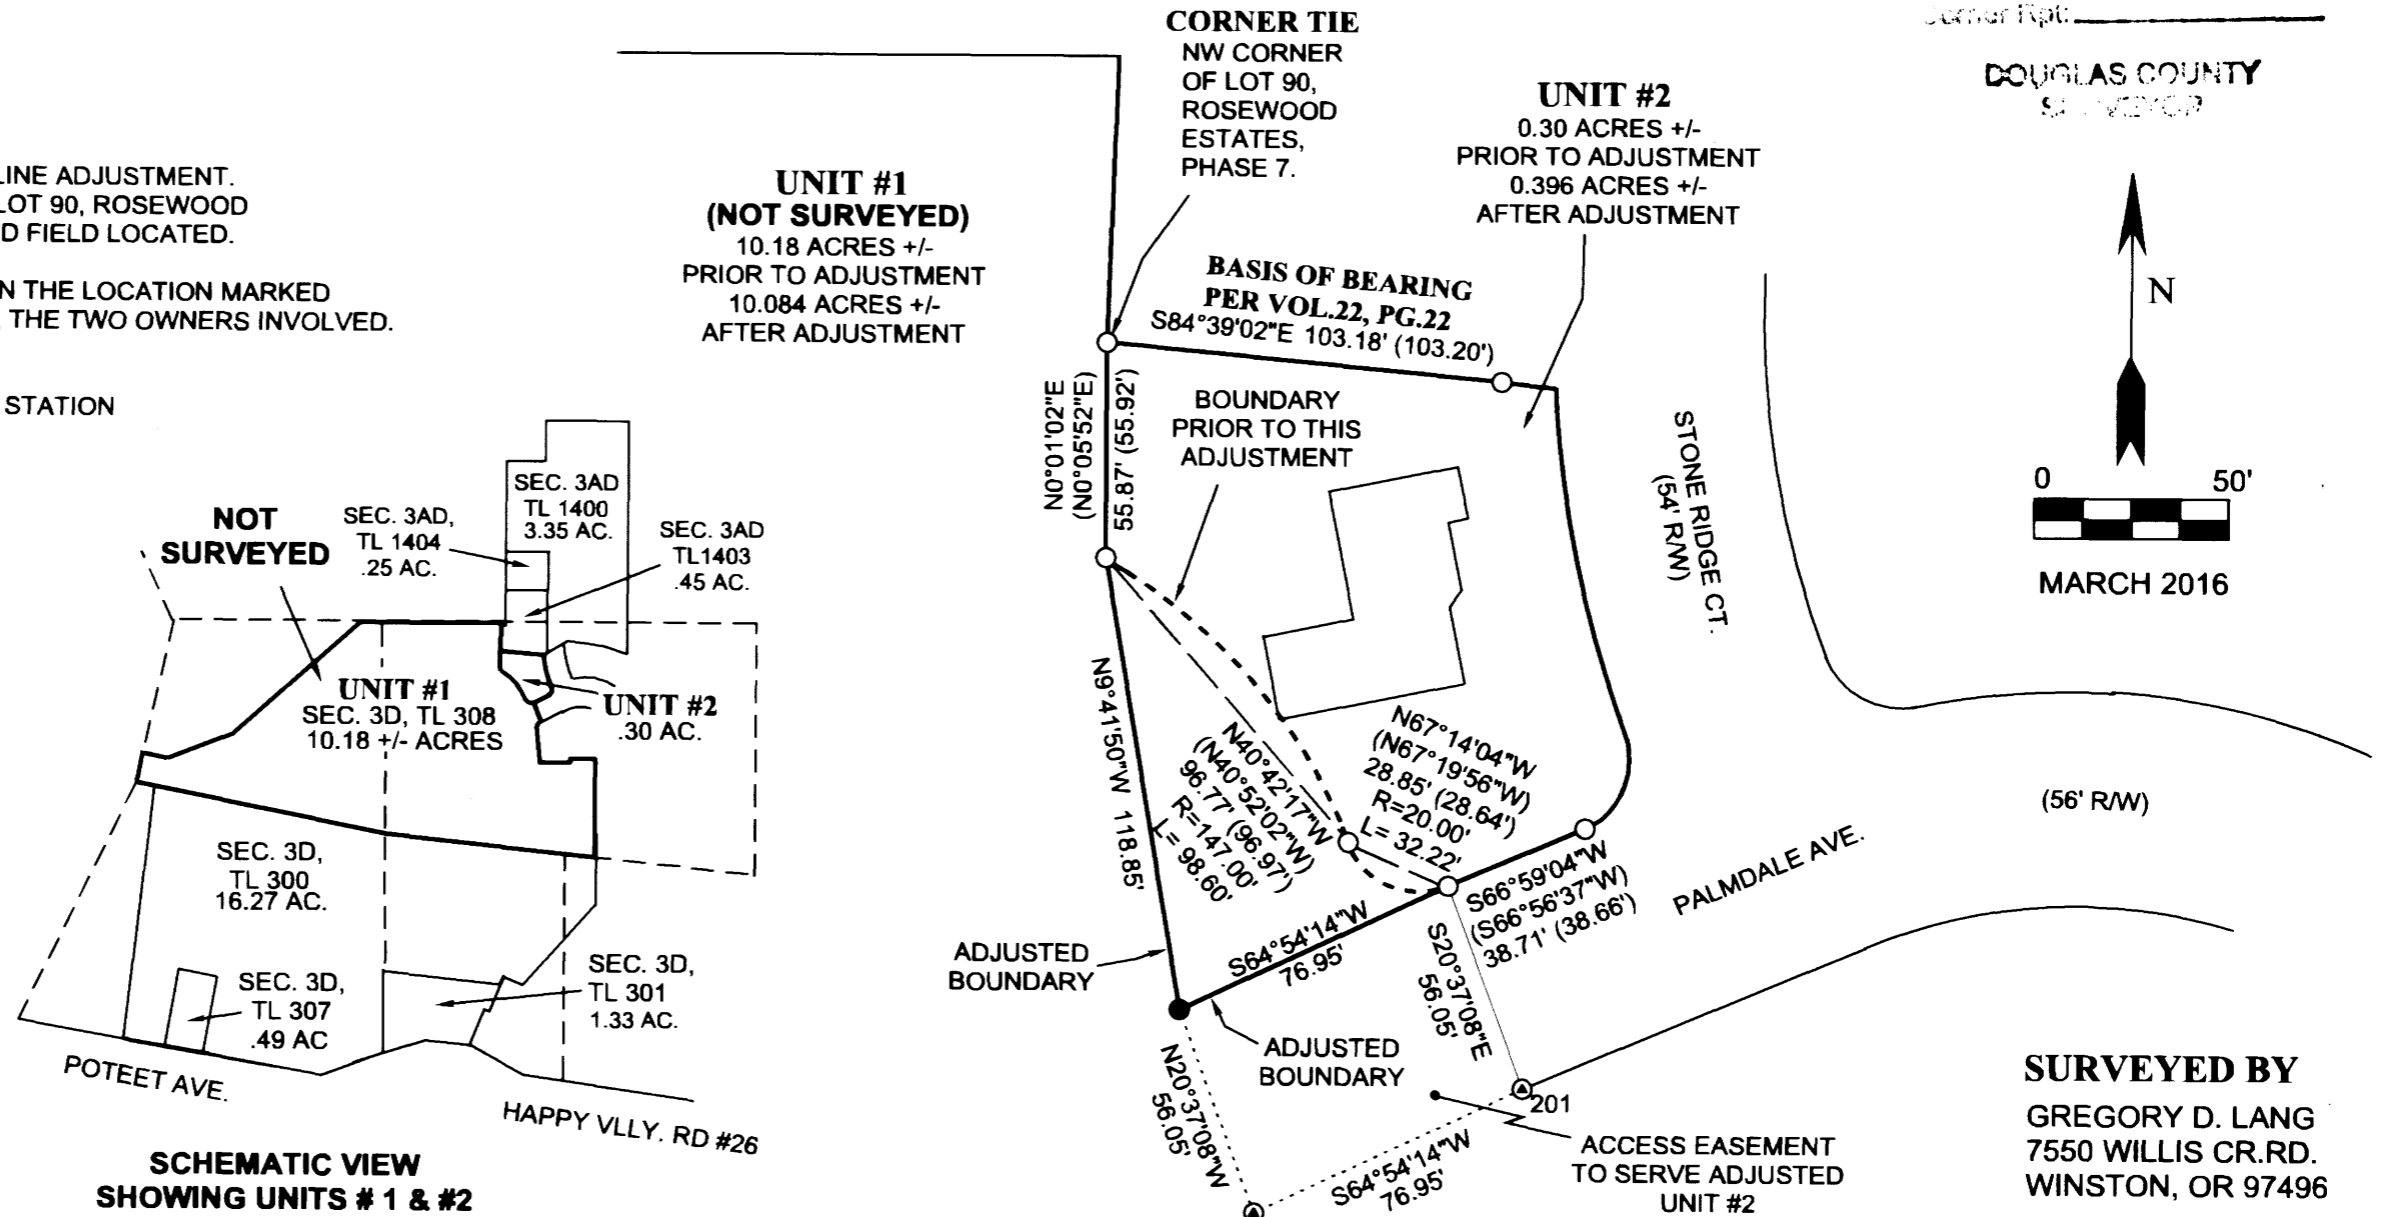 LINE ADJUSTMENT.
LOT 90, ROSEWOOD
D FIELD LOCATED.
N THE LOCATION MARKED
THE TWO OWNERS INVOLVED.
STATION
CORNER TIE
NW CORNER
OF LOT 90,
ROSEWOOD
ESTATES,
PHASE 7.
UNIT #1
(NOT SURVEYED)
10.18 ACRES +/-
PRIOR TO ADJUSTMENT
10.084 ACRES +/-
AFTER ADJUSTMENT
UNIT #2
0.30 ACRES +/-
PRIOR TO ADJUSTMENT
0.396 ACRES +/-
AFTER ADJUSTMENT
Corner Rpt:
DOUGLAS COUNTY
SURVEYOR
N
0 50'
MARCH 2016
BASIS OF BEARING
PER VOL.22, PG.22
S84°39'02"E 103.18' (103.20')
N0°01'02"E
(N0°05'52"E)
55.87' (55.92')
BOUNDARY
PRIOR TO THIS
ADJUSTMENT
STONE RIDGE CT.
(54' R/W)
N9°41'50"W 118.85'
N40°42'17"W
(N40°52'02"W)
96.77' (96.97')
R=147.00'
L= 98.60'
N67°14'04"W
(N67°19'56"W)
28.85' (28.64')
R=20.00'
L= 32.22'
S66°59'04"W
(S66°56'37"W)
38.71' (38.66')
(56' R/W)
PALMDALE AVE.
ADJUSTED
BOUNDARY
S64°54'14"W
76.95'
S20°37'08"E
56.05'
ADJUSTED
BOUNDARY
N20°37'08"W
56.05'
S64°54'14"W
76.95'
201
ACCESS EASEMENT
TO SERVE ADJUSTED
UNIT #2
SURVEYED BY
GREGORY D. LANG
7550 WILLIS CR.RD.
WINSTON, OR 97496
NOT
SURVEYED
SEC. 3AD,
TL 1404
.25 AC.
SEC. 3AD
TL 1400
3.35 AC.
SEC. 3AD
TL1403
.45 AC.
UNIT #1
SEC. 3D, TL 308
10.18 +/- ACRES
UNIT #2
.30 AC.
SEC. 3D,
TL 300
16.27 AC.
SEC. 3D,
TL 307
.49 AC
SEC. 3D,
TL 301
1.33 AC.
POTEET AVE.
HAPPY VLLY. RD #26
SCHEMATIC VIEW
SHOWING UNITS # 1 & #2